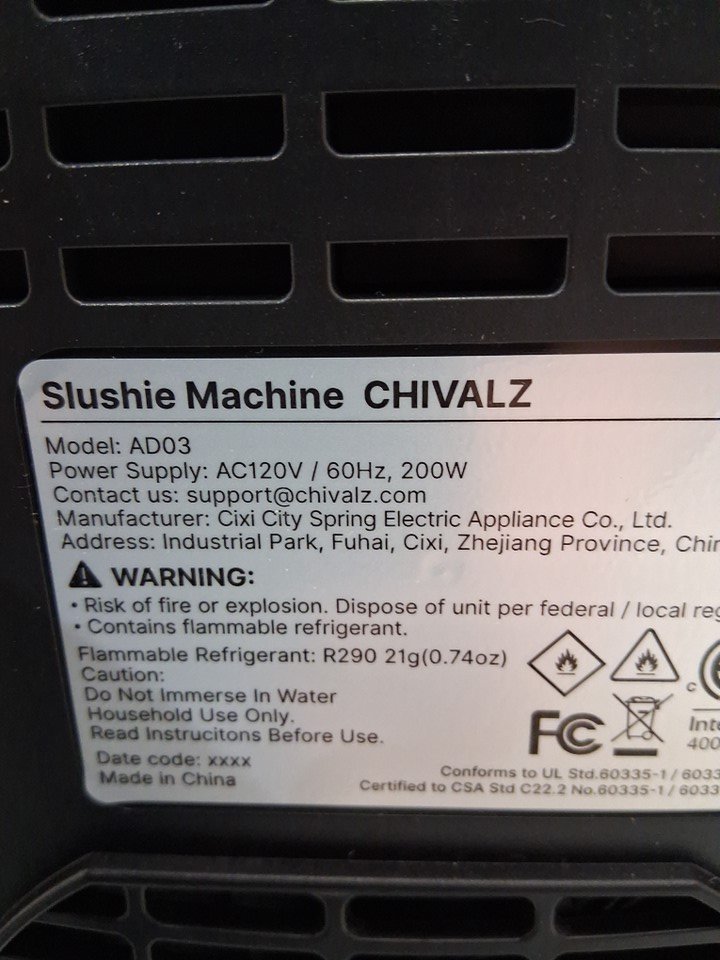 Slushie Machine CHIVALZ
Model: AD03
Power Supply: AC120V / 60Hz, 200W
Contact us: support@chivalz.com
Manufacturer: Cixi City Spring Electric Appliance Co., Ltd.
Address: Industrial Park, Fuhai, Cixi, Zhejiang Province,
WARNING:
• Risk of fire or explosion. Dispose of unit per federal / local
• Contains flammable refrigerant.
Flammable Refrigerant: R290 21g(0.74oz)
Caution:
Do Not Immerse In Water
Household Use Only.
Read Instrucitons Before Use.
Date code: xxxx
Made in China
FC
c
Conforms to UL Std.60335-1 /
Certified to CSA Std C22.2 No.60335-1 /